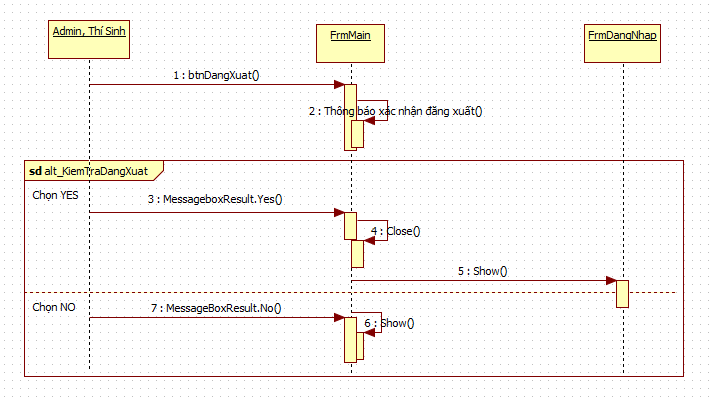 Admin, Thí Sinh
FrmMain
FrmDangNhap
1 : btnDangXuat()
2 : Thông báo xác nhận đăng xuất()
sd alt_KiemTraDangXuat
Chọn YES
3 : MessageboxResult.Yes()
4 : Close()
5 : Show()
Chọn NO
7 : MessageBoxResult.No()
6 : Show()